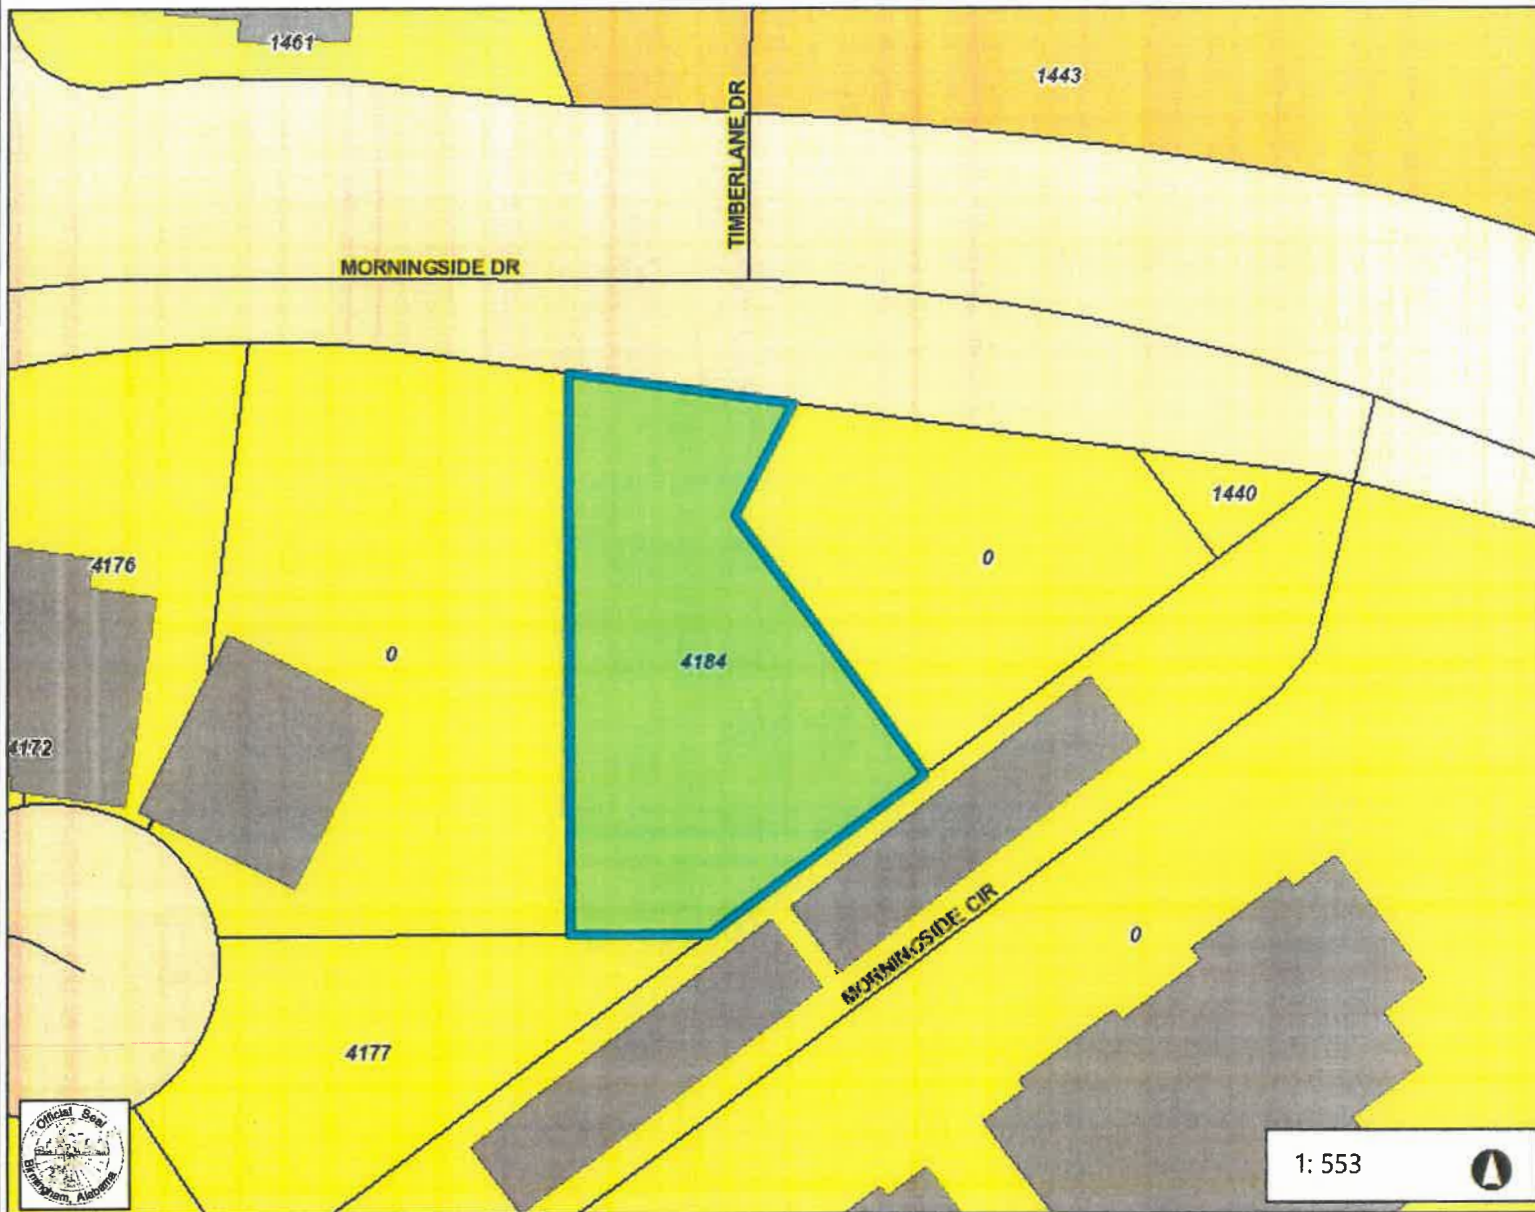 1461
1443
TIMBERLANE DR
MORNINGSIDE DR
1440
0
4176
0
4184
4172
MORNINGSIDE CIR
0
4177
Official Seal
Birmingham, Alabama
1: 553